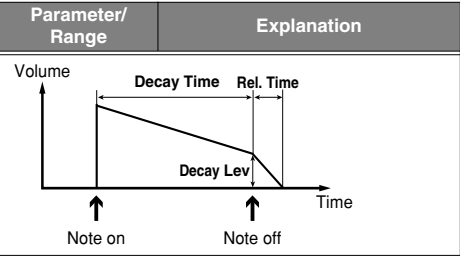 Parameter/
Range
Explanation
Volume
Decay Time
Rel. Time
Decay Lev
Time
Note on
Note off